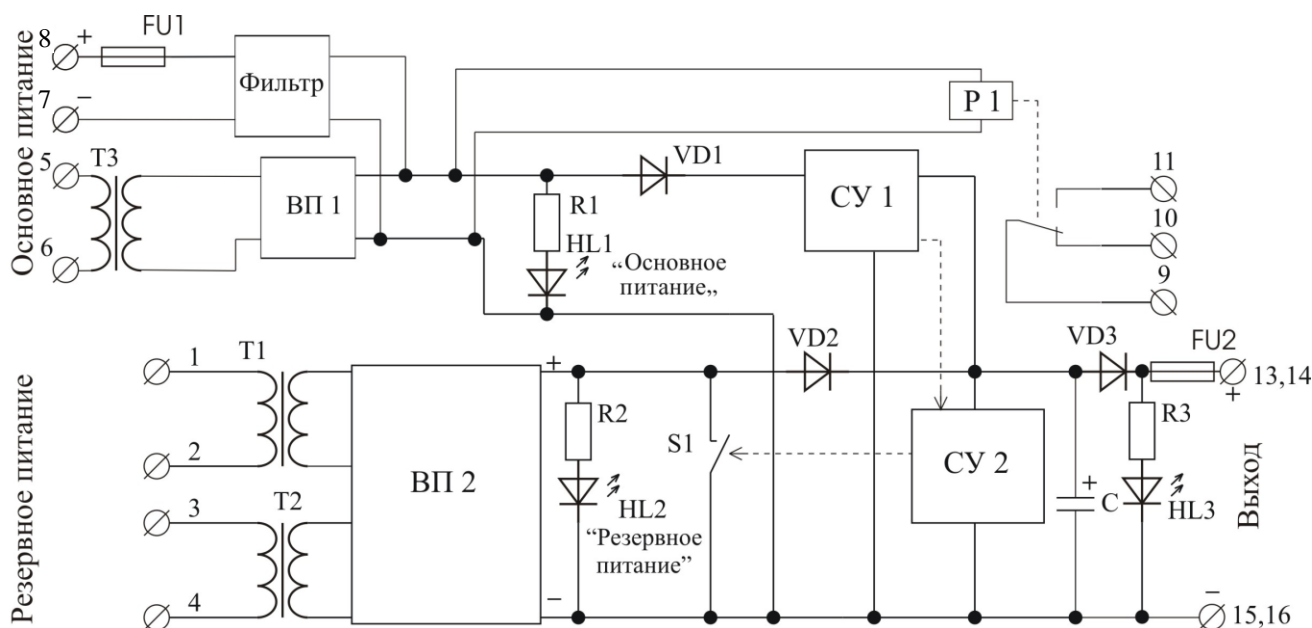 Основное питание
8
+
FU1
7
−
Фильтр
5
T3
6
ВП 1
R1
HL1
“Основное
питание„
VD1
СУ 1
Р 1
11
10
9
Резервное питание
1
T1
2
3
T2
4
ВП 2
+
−
R2
HL2
“Резервное
питание”
S1
VD2
СУ 2
+
C
VD3
FU2
13,14
+
R3
HL3
Выход
−
15,16